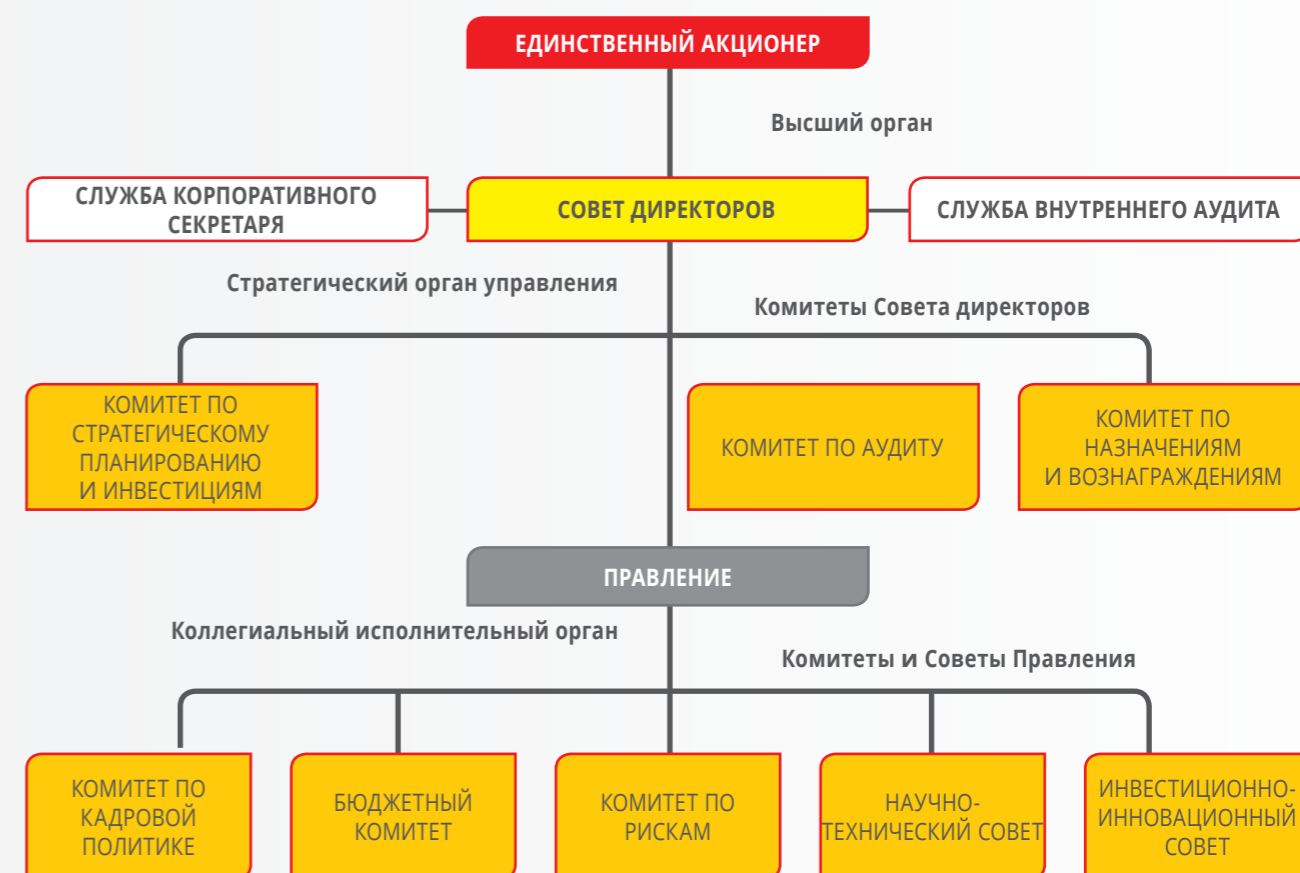 ЕДИНСТВЕННЫЙ АКЦИОНЕР
Высший орган
СЛУЖБА КОРПОРАТИВНОГО
СЕКРЕТАРЯ
СОВЕТ ДИРЕКТОРОВ
СЛУЖБА ВНУТРЕННЕГО АУДИТА
Стратегический орган управления
Комитеты Совета директоров
КОМИТЕТ ПО
СТРАТЕГИЧЕСКОМУ
ПЛАНИРОВАНИЮ
И ИНВЕСТИЦИЯМ
КОМИТЕТ ПО АУДИТУ
КОМИТЕТ ПО
НАЗНАЧЕНИЯМ
И ВОЗНАГРАЖДЕНИЯМ
ПРАВЛЕНИЕ
Коллегиальный исполнительный орган
Комитеты и Советы Правления
КОМИТЕТ ПО
КАДРОВОЙ
ПОЛИТИКЕ
БЮДЖЕТНЫЙ
КОМИТЕТ
КОМИТЕТ ПО
РИСКАМ
НАУЧНО-
ТЕХНИЧЕСКИЙ СОВЕТ
ИНВЕСТИЦИОННО-
ИННОВАЦИОННЫЙ
СОВЕТ